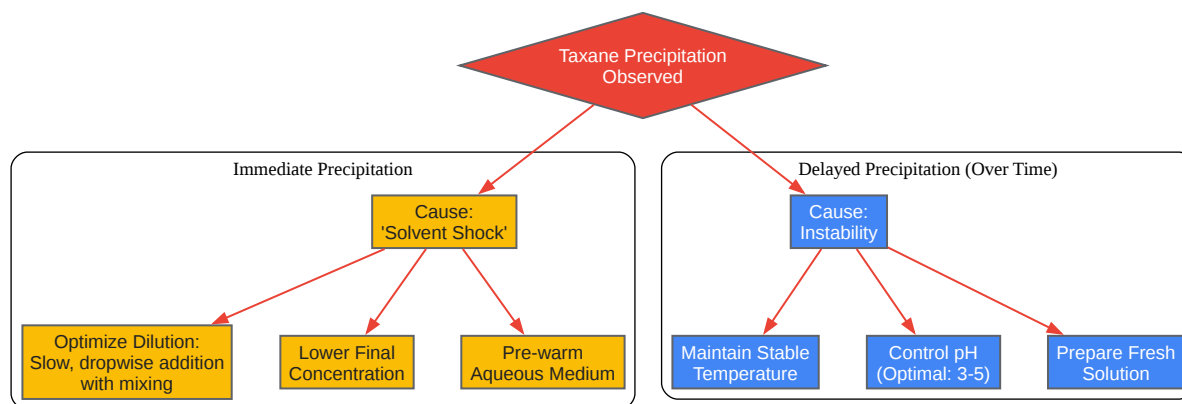 Taxane Precipitation
Observed
Immediate Precipitation
Cause:
'Solvent Shock'
Optimize Dilution:
Slow, dropwise addition
with mixing
Lower Final
Concentration
Pre-warm
Aqueous Medium
Delayed Precipitation (Over Time)
Cause:
Instability
Maintain Stable
Temperature
Control pH
(Optimal: 3-5)
Prepare Fresh
Solution